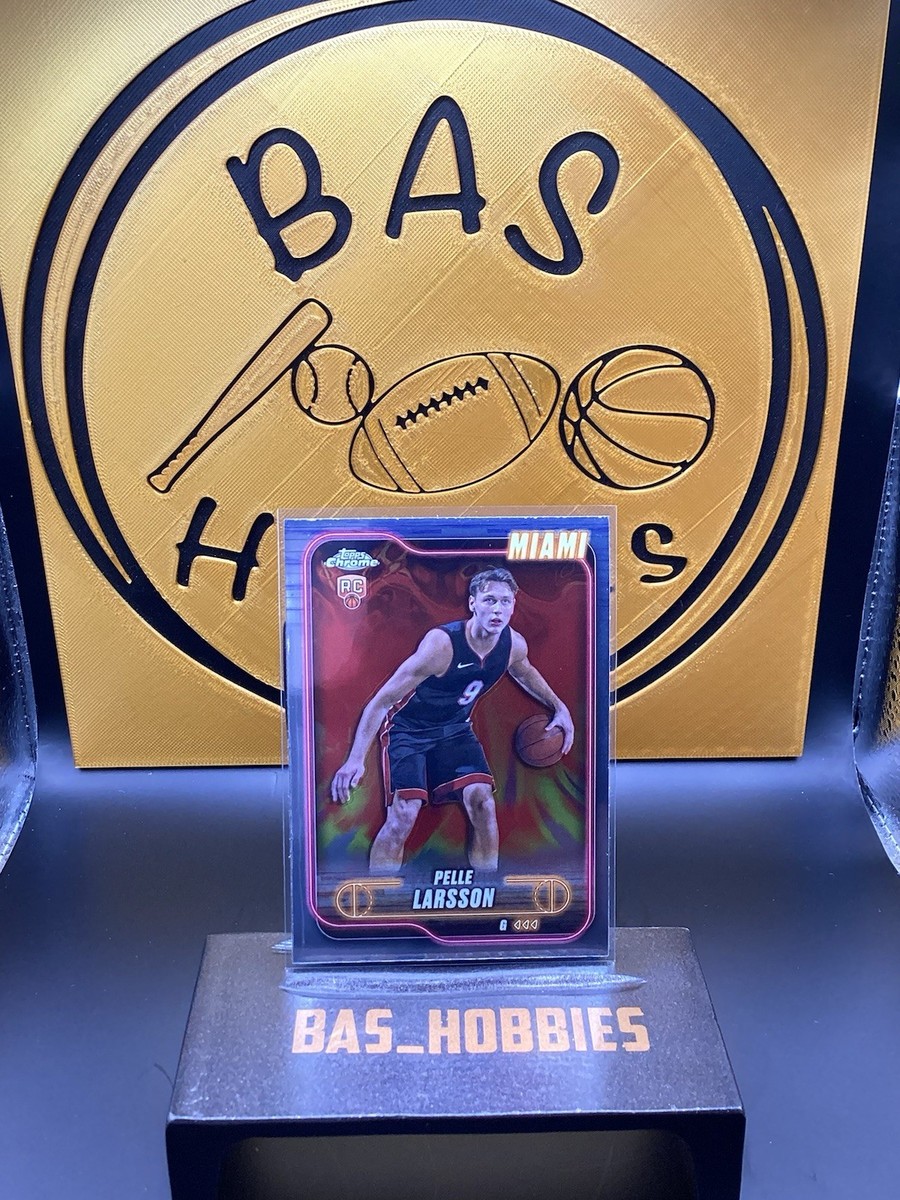 BAS
H S
Topps
Chrome
MIAMI
RC
9
PELLE
LARSSON
G
BAS_HOBBIES